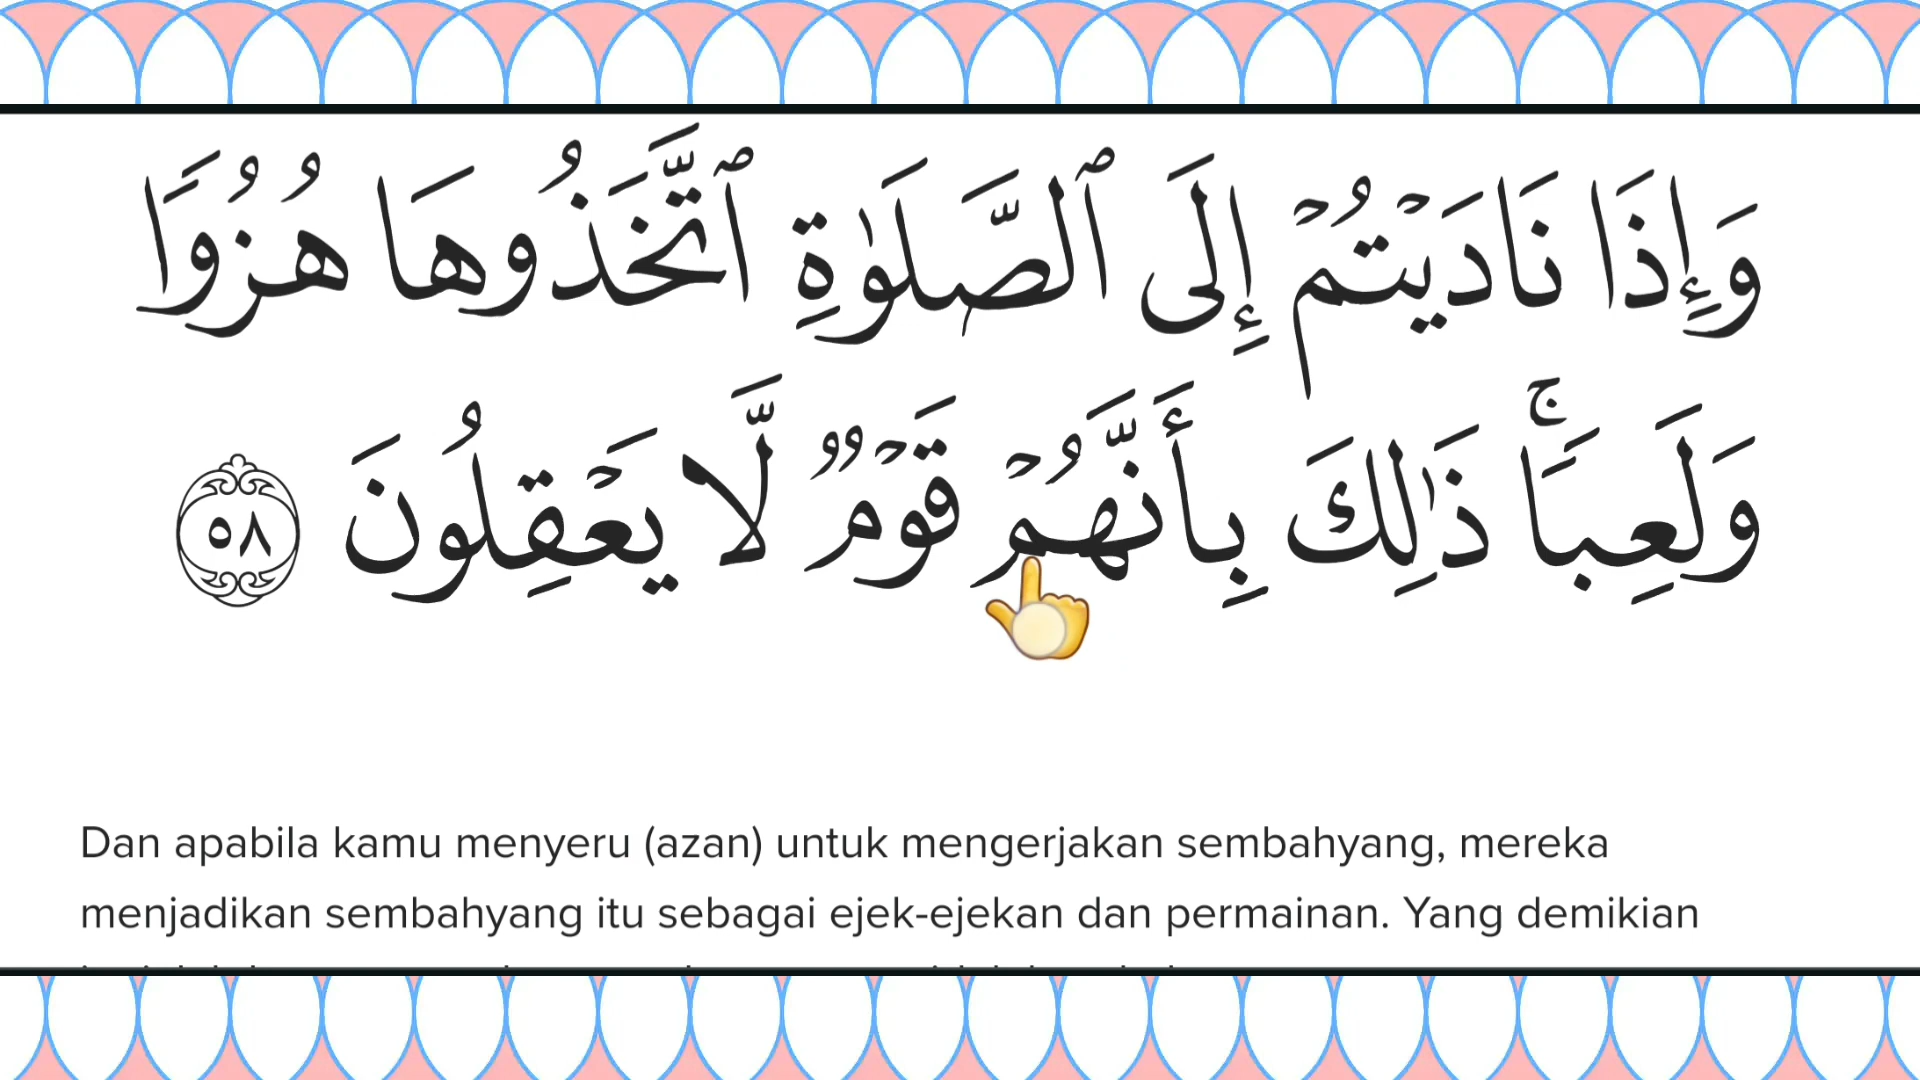 وَإِذَا نَادَيْتُمْ إِلَى ٱلصَّلَوٰةِ ٱتَّخَذُوهَا هُزُوًا
وَلَعِبًاۚ ذَٰلِكَ بِأَنَّهُمْ قَوْمٌ لَّا يَعْقِلُونَ ٥٨
Dan apabila kamu menyeru (azan) untuk mengerjakan sembahyang, mereka
menjadikan sembahyang itu sebagai ejek-ejekan dan permainan. Yang demikian